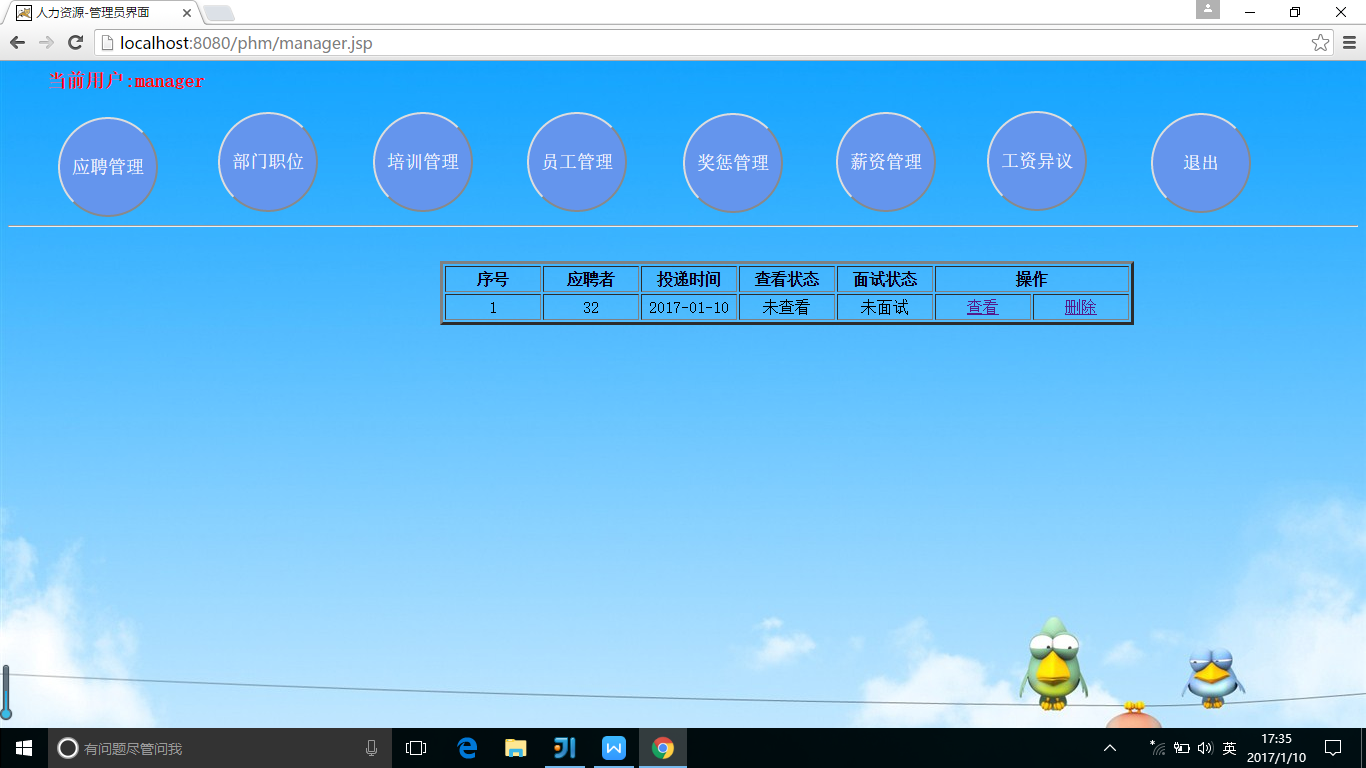 人力资源-管理员界面
localhost:8080/phm/manager.jsp
当前用户:manager
应聘管理 部门职位 培训管理 员工管理 奖惩管理 薪资管理 工资异议 退出
序号 应聘者 投递时间 查看状态 面试状态 操作
1 32 2017-01-10 未查看 未面试 查看 删除
有问题尽管问我
英
17:35
2017/1/10